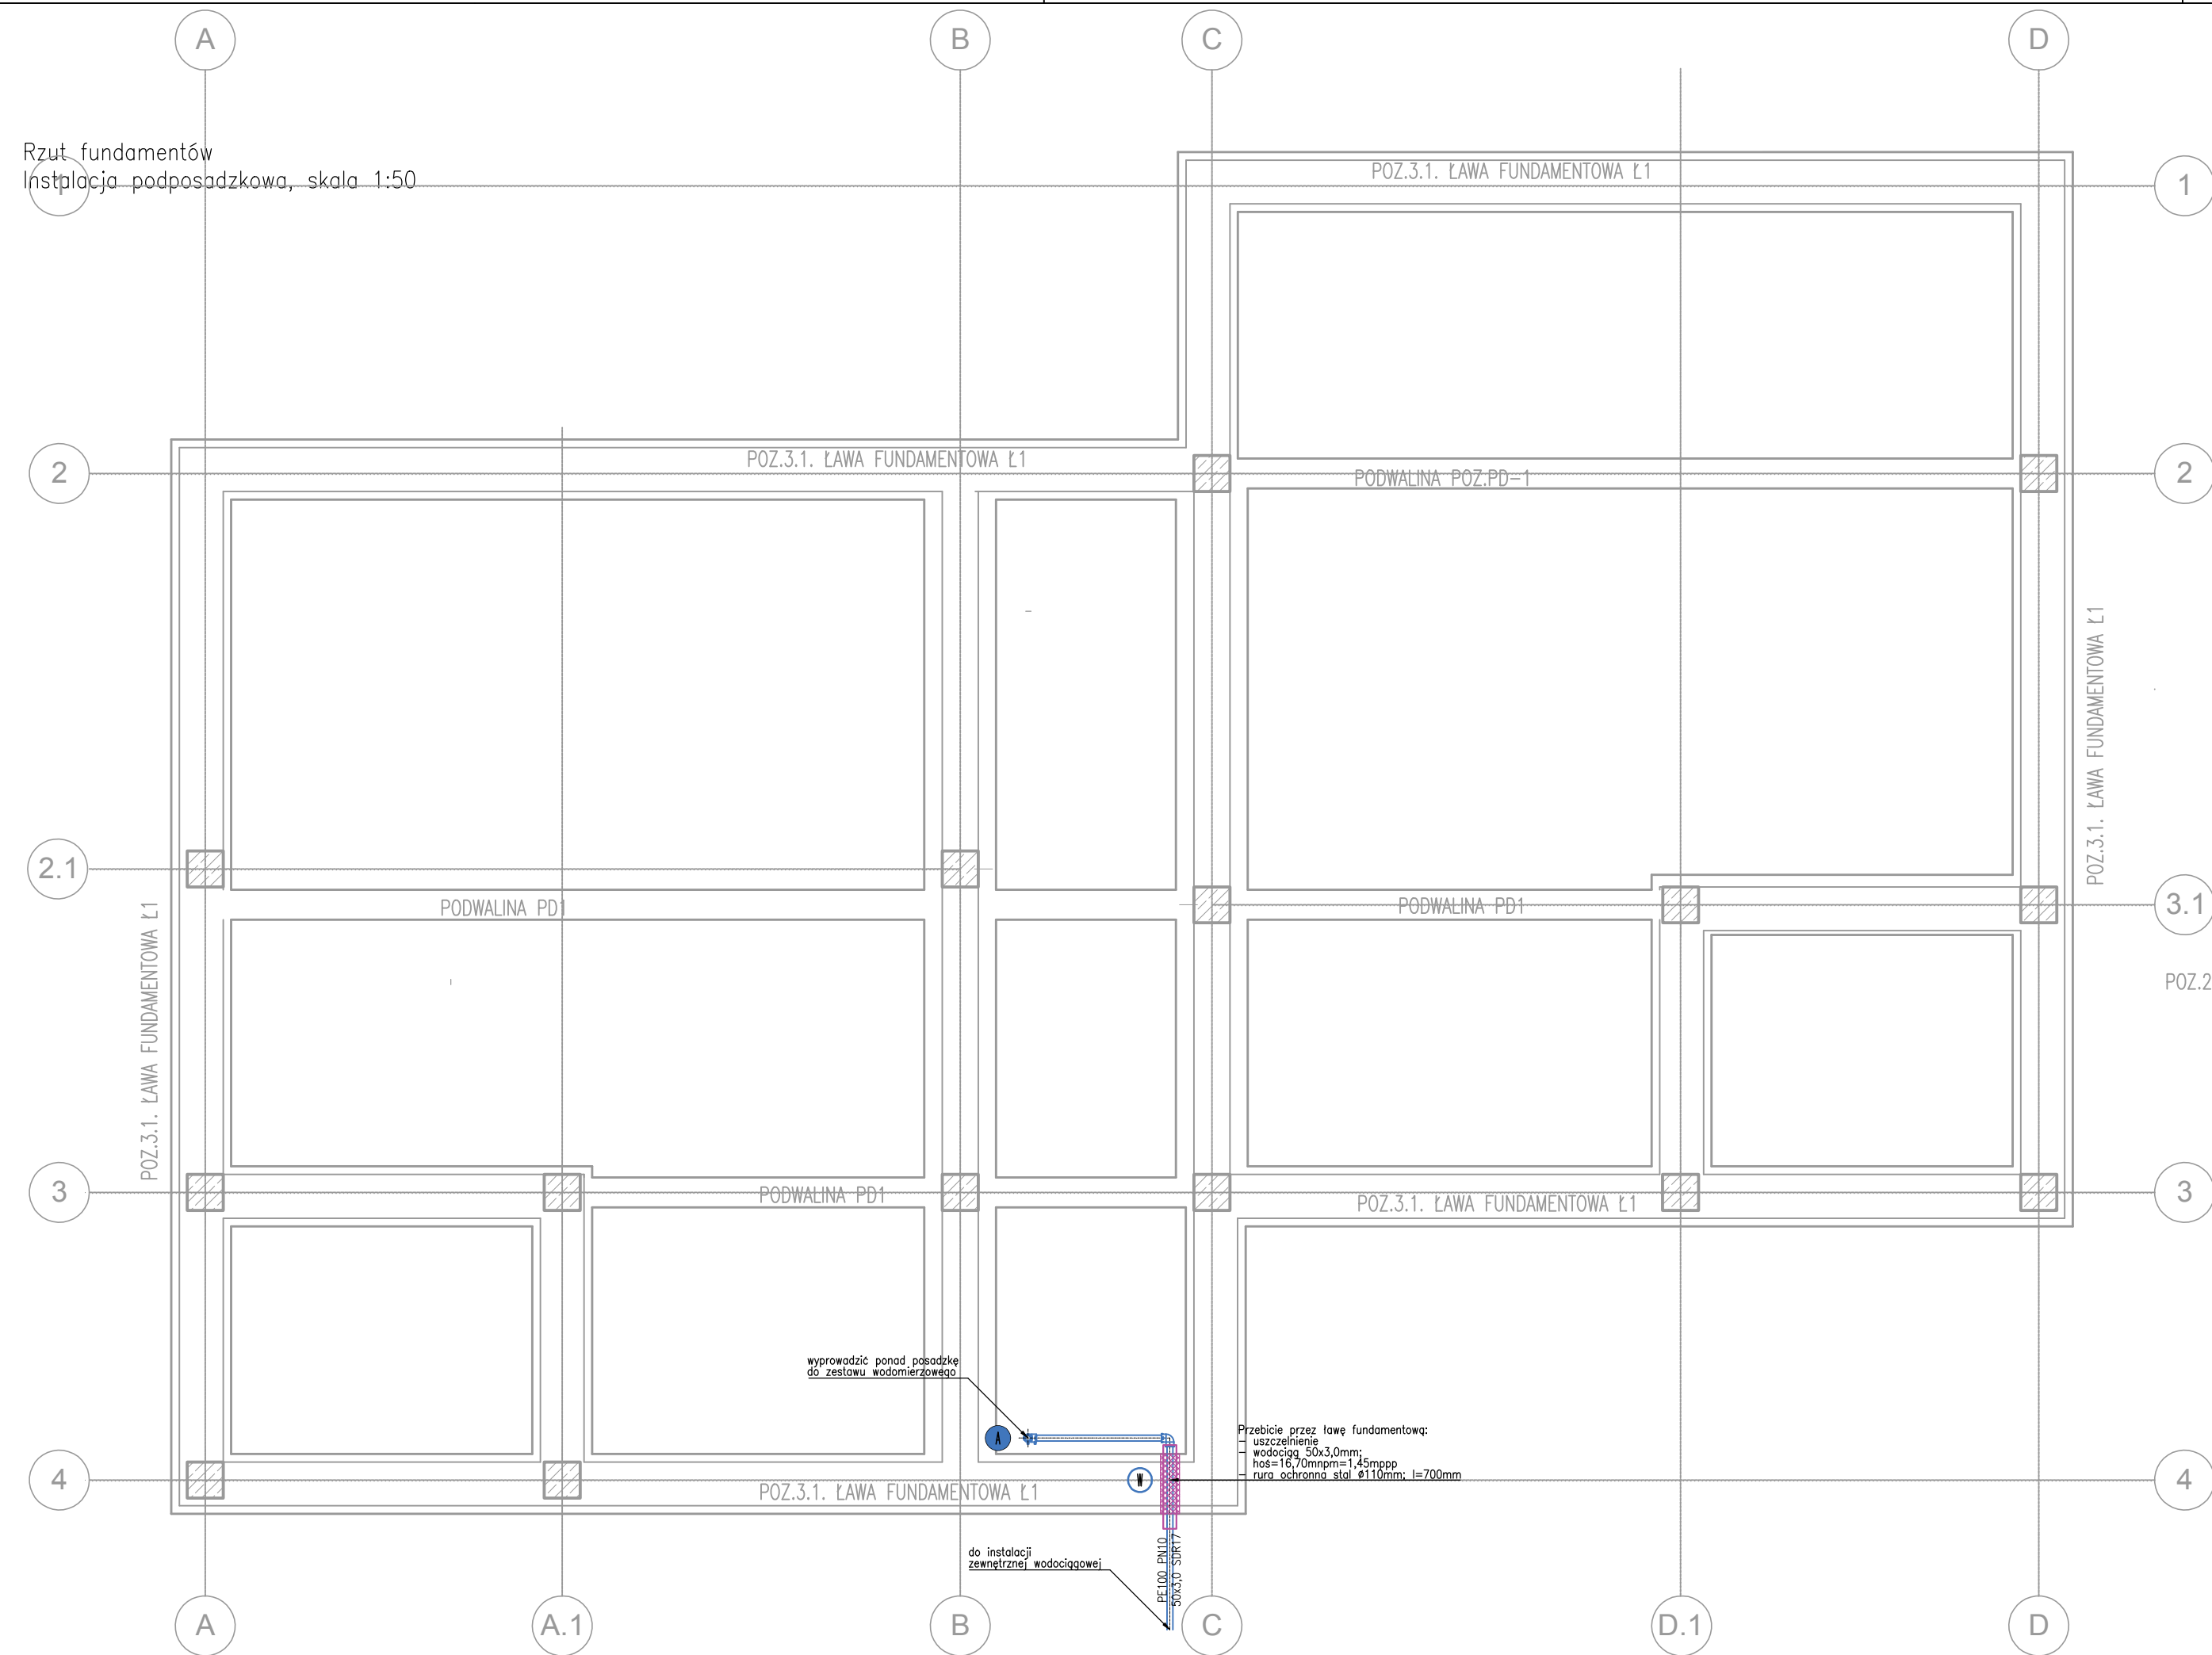 A
B
C
D
Rzut fundamentów
Instalacja podposadzkowa, skala 1:50
1
1
POZ.3.1. ŁAWA FUNDAMENTOWA Ł1
2
POZ.3.1. ŁAWA FUNDAMENTOWA Ł1
PODWALINA POZ.PD-1
2
POZ.3.1. ŁAWA FUNDAMENTOWA Ł1
2.1
PODWALINA PD1
PODWALINA PD1
3.1
POZ.3.1. ŁAWA FUNDAMENTOWA Ł1
POZ.2
3
PODWALINA PD1
POZ.3.1. ŁAWA FUNDAMENTOWA Ł1
3
wyprowadzić ponad posadzkę
do zestawu wodomierzowego
A
Przebicie przez ławę fundamentową:
- uszczelnienie
- wodociąg 50x3,0mm;
hoś=16,70mnpm=1,45mppp
- rura ochronna stal Ø110mm; l=700mm
4
W
4
POZ.3.1. ŁAWA FUNDAMENTOWA Ł1
do instalacji
zewnętrznej wodociągowej
PE100 PN10
50x3,0 SDR17
A
A.1
B
C
D.1
D